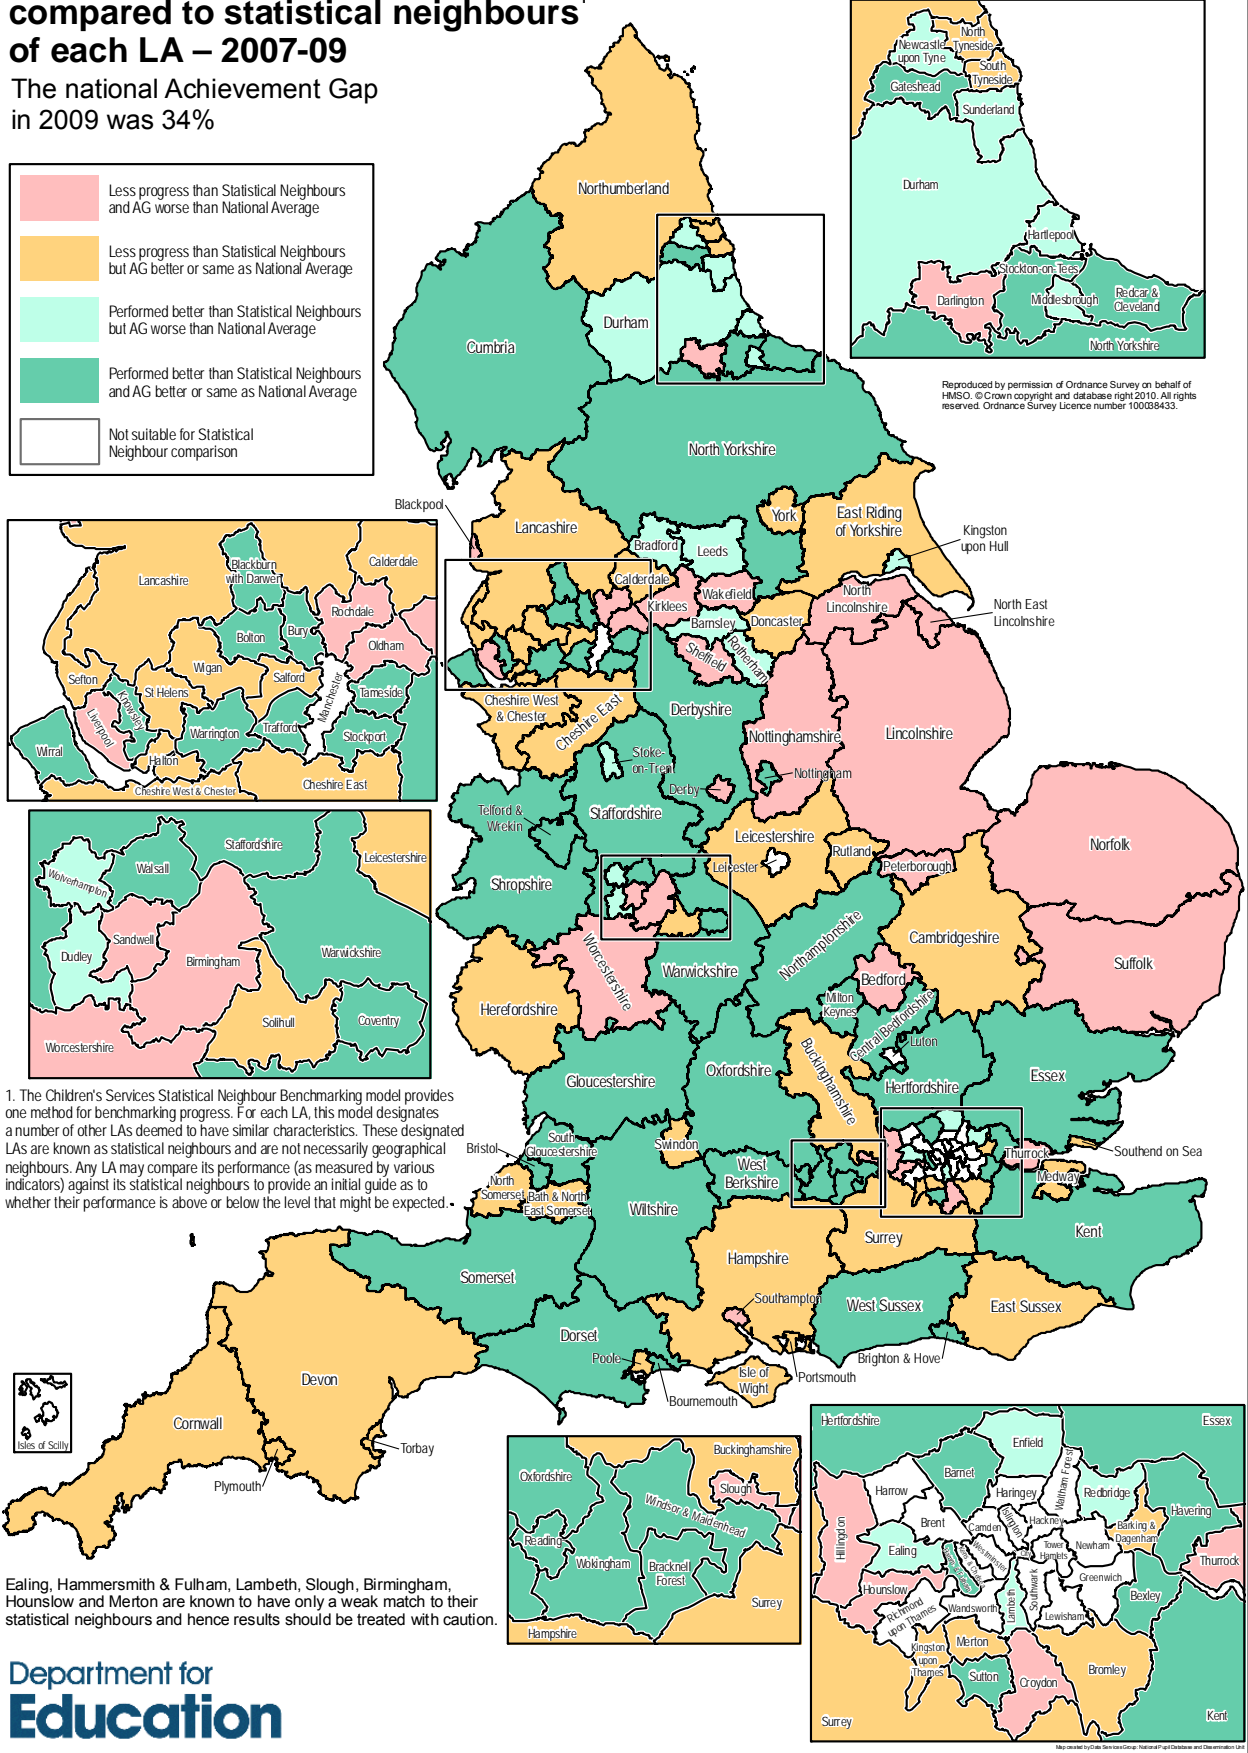 compared to statistical neighbours
of each LA – 2007-09
The national Achievement Gap
in 2009 was 34%
Less progress than Statistical Neighbours
and AG worse than National Average
Less progress than Statistical Neighbours
but AG better or same as National Average
Performed better than Statistical Neighbours
but AG worse than National Average
Performed better than Statistical Neighbours
and AG better or same as National Average
Not suitable for Statistical
Neighbour comparison
Newcastle
upon Tyne
North
Tyneside
South
Tyneside
Gateshead
Sunderland
Durham
Hartlepool
Stockton-on-Tees
Darlington
Middlesbrough
Redcar &
Cleveland
North Yorkshire
Reproduced by permission of Ordnance Survey on behalf of
HMSO. © Crown copyright and database right 2010. All rights
reserved. Ordnance Survey Licence number 100038433.
Northumberland
Durham
Cumbria
North Yorkshire
Blackpool
Lancashire
York
East Riding
of Yorkshire
Kingston
upon Hull
Bradford
Leeds
Calderdale
Kirklees
Wakefield
North
Lincolnshire
North East
Lincolnshire
Barnsley
Doncaster
Sheffield
Rotherham
Cheshire West
& Chester
Cheshire East
Derbyshire
Nottinghamshire
Lincolnshire
Stoke-
on-Trent
Nottingham
Derby
Telford &
Wrekin
Staffordshire
Leicestershire
Rutland
Leicester
Peterborough
Norfolk
Shropshire
Cambridgeshire
Suffolk
Worcestershire
Warwickshire
Northamptonshire
Bedford
Milton
Keynes
Central Bedfordshire
Luton
Herefordshire
Gloucestershire
Oxfordshire
Buckinghamshire
Hertfordshire
Essex
Bristol
South
Gloucestershire
Swindon
West
Berkshire
Thurrock
Southend on Sea
Medway
North
Somerset
Bath & North
East Somerset
Wiltshire
Kent
Surrey
Hampshire
Somerset
Southampton
West Sussex
East Sussex
Dorset
Poole
Bournemouth
Isle of
Wight
Portsmouth
Brighton & Hove
Devon
Cornwall
Plymouth
Torbay
Isles of Scilly
Lancashire
Blackburn
with Darwen
Calderdale
Rochdale
Bolton
Bury
Oldham
Wigan
Sefton
St Helens
Salford
Manchester
Tameside
Liverpool
Knowsley
Warrington
Trafford
Stockport
Wirral
Halton
Cheshire West & Chester
Cheshire East
Staffordshire
Leicestershire
Walsall
Wolverhampton
Sandwell
Dudley
Birmingham
Warwickshire
Solihull
Coventry
Worcestershire
1. The Children's Services Statistical Neighbour Benchmarking model provides
one method for benchmarking progress. For each LA, this model designates
a number of other LAs deemed to have similar characteristics. These designated
LAs are known as statistical neighbours and are not necessarily geographical
neighbours. Any LA may compare its performance (as measured by various
indicators) against its statistical neighbours to provide an initial guide as to
whether their performance is above or below the level that might be expected.
Oxfordshire
Buckinghamshire
Slough
Windsor & Maidenhead
Reading
Wokingham
Bracknell
Forest
Surrey
Hampshire
Hertfordshire
Essex
Enfield
Barnet
Harrow
Haringey
Waltham Forest
Redbridge
Havering
Brent
Camden
Islington
Hackney
Barking &
Dagenham
Hillingdon
Ealing
Westminster
Tower
Hamlets
Newham
Thurrock
Hounslow
Greenwich
Bexley
Richmond
upon Thames
Wandsworth
Lambeth
Southwark
Lewisham
Kingston
upon
Thames
Merton
Sutton
Croydon
Bromley
Surrey
Kent
Ealing, Hammersmith & Fulham, Lambeth, Slough, Birmingham,
Hounslow and Merton are known to have only a weak match to their
statistical neighbours and hence results should be treated with caution.
Department for
Education
Map created by Data Services Group: National Pupil Database and Dissemination Unit